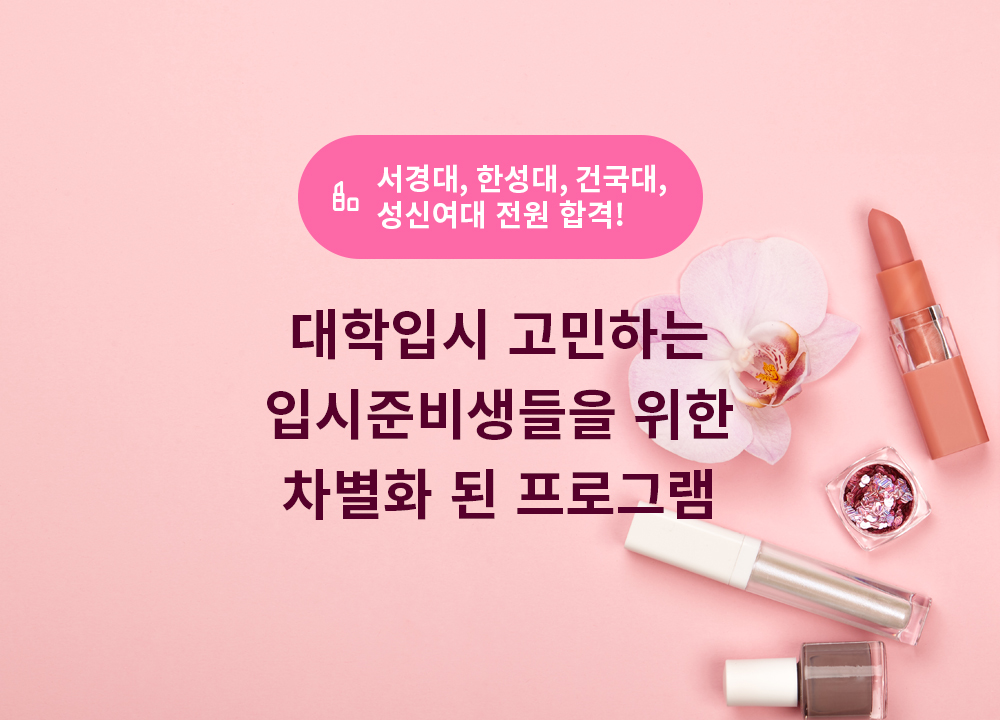 서경대, 한성대, 건국대,
성신여대 전원 합격!
대학입시 고민하는
입시준비생들을 위한
차별화 된 프로그램